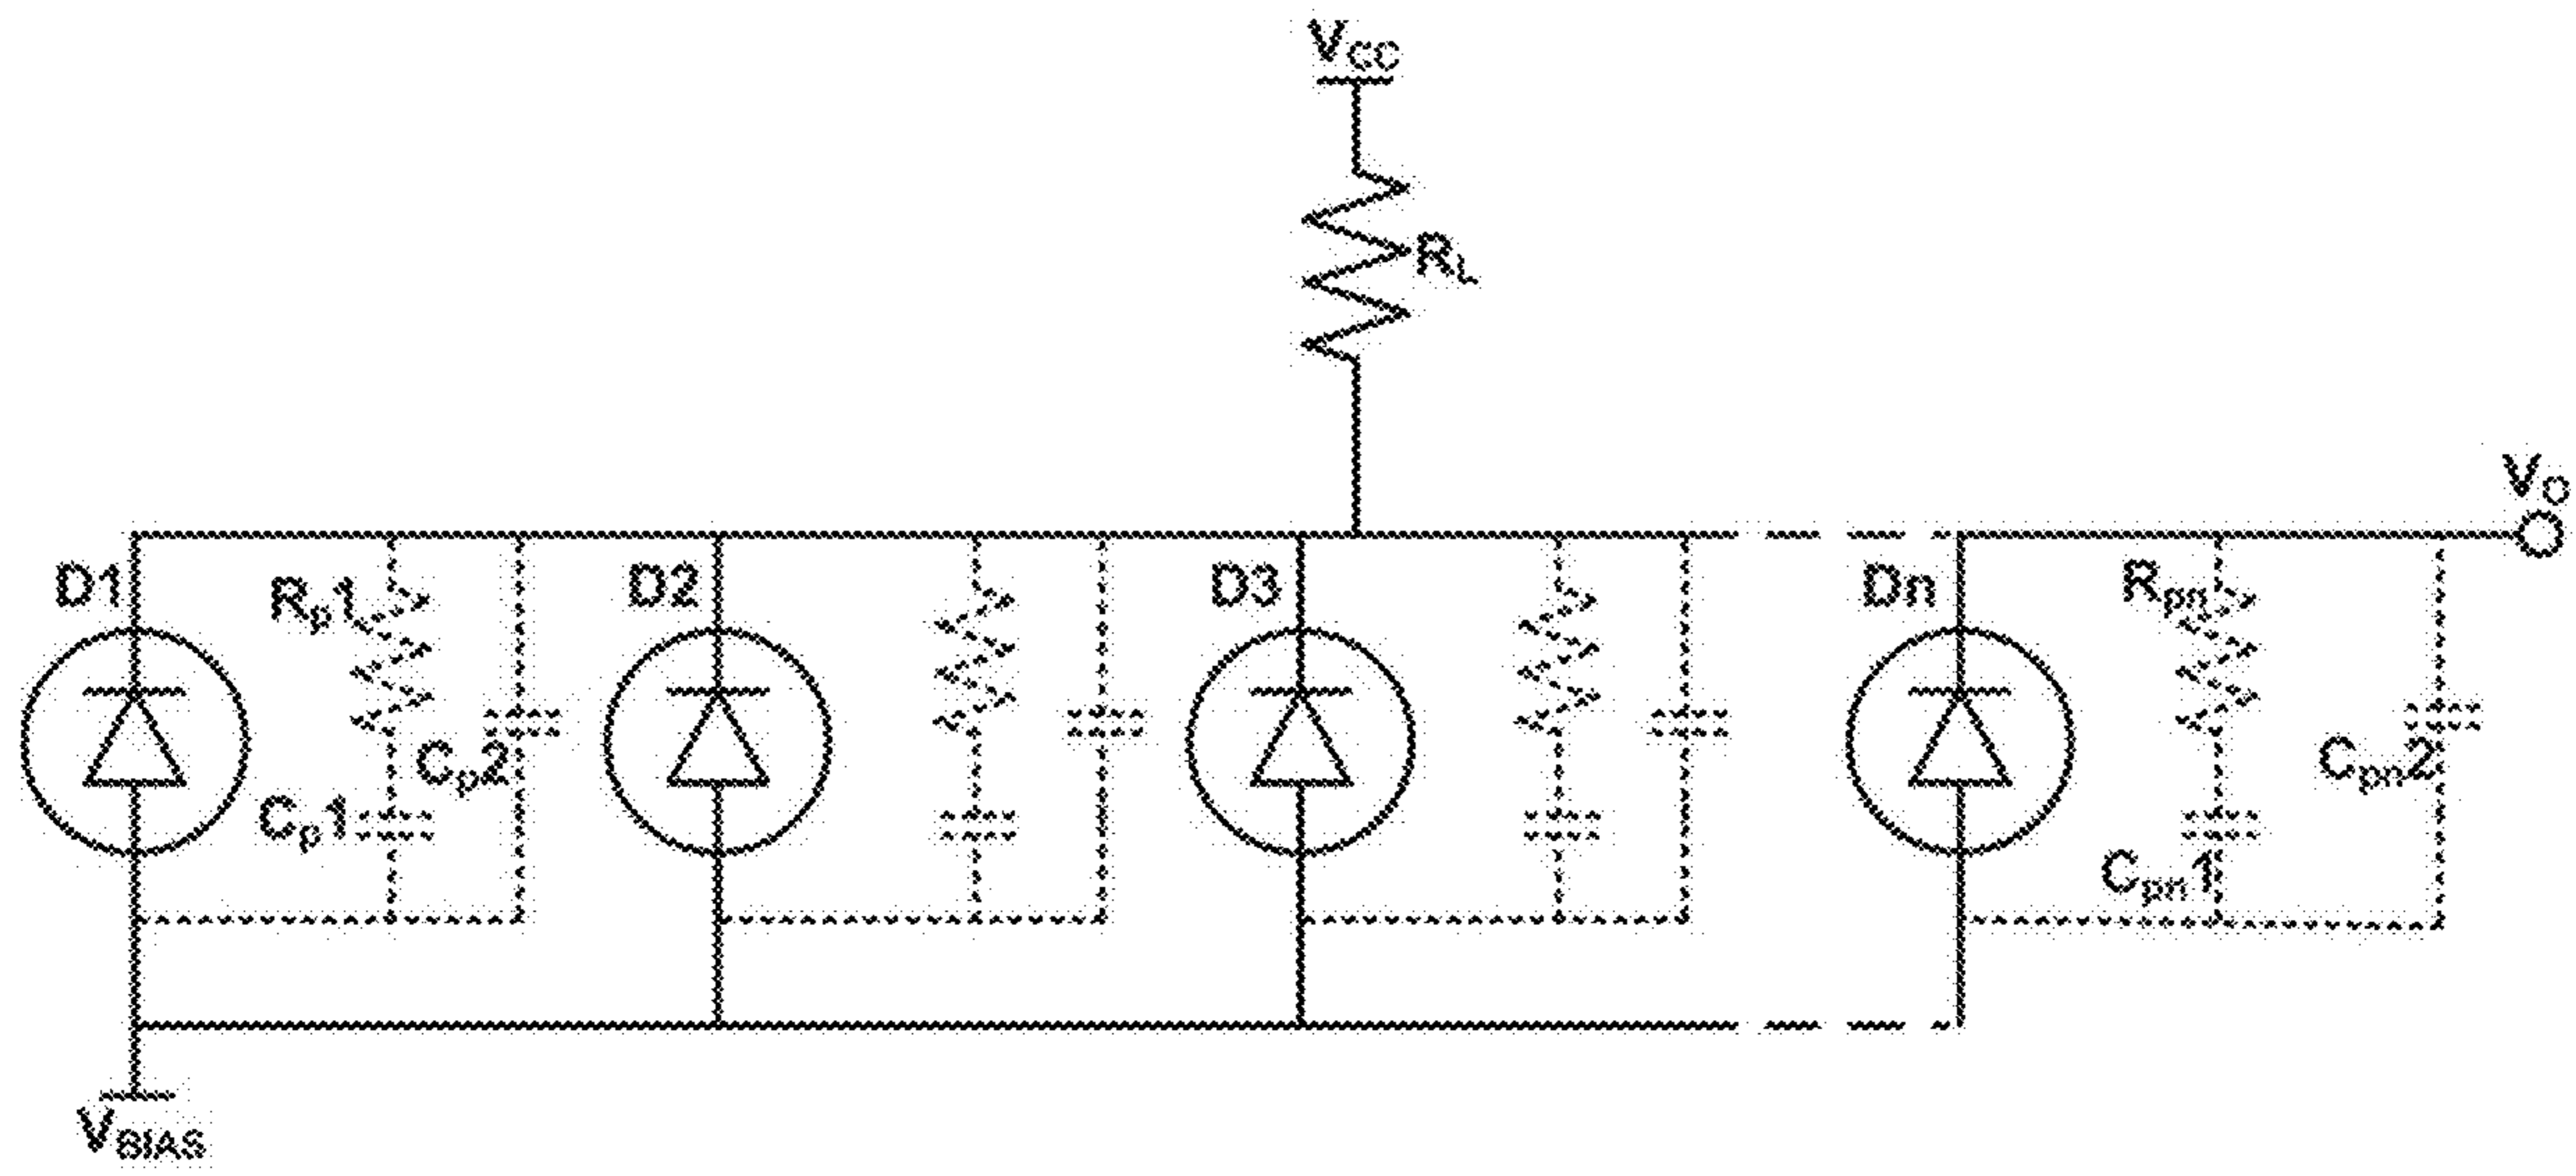 VCC
RL
VO
D1
Rp1
D2
D3
Dn
Rpn
Cp2
Cpn2
Cp1
Cpn1
VBIAS